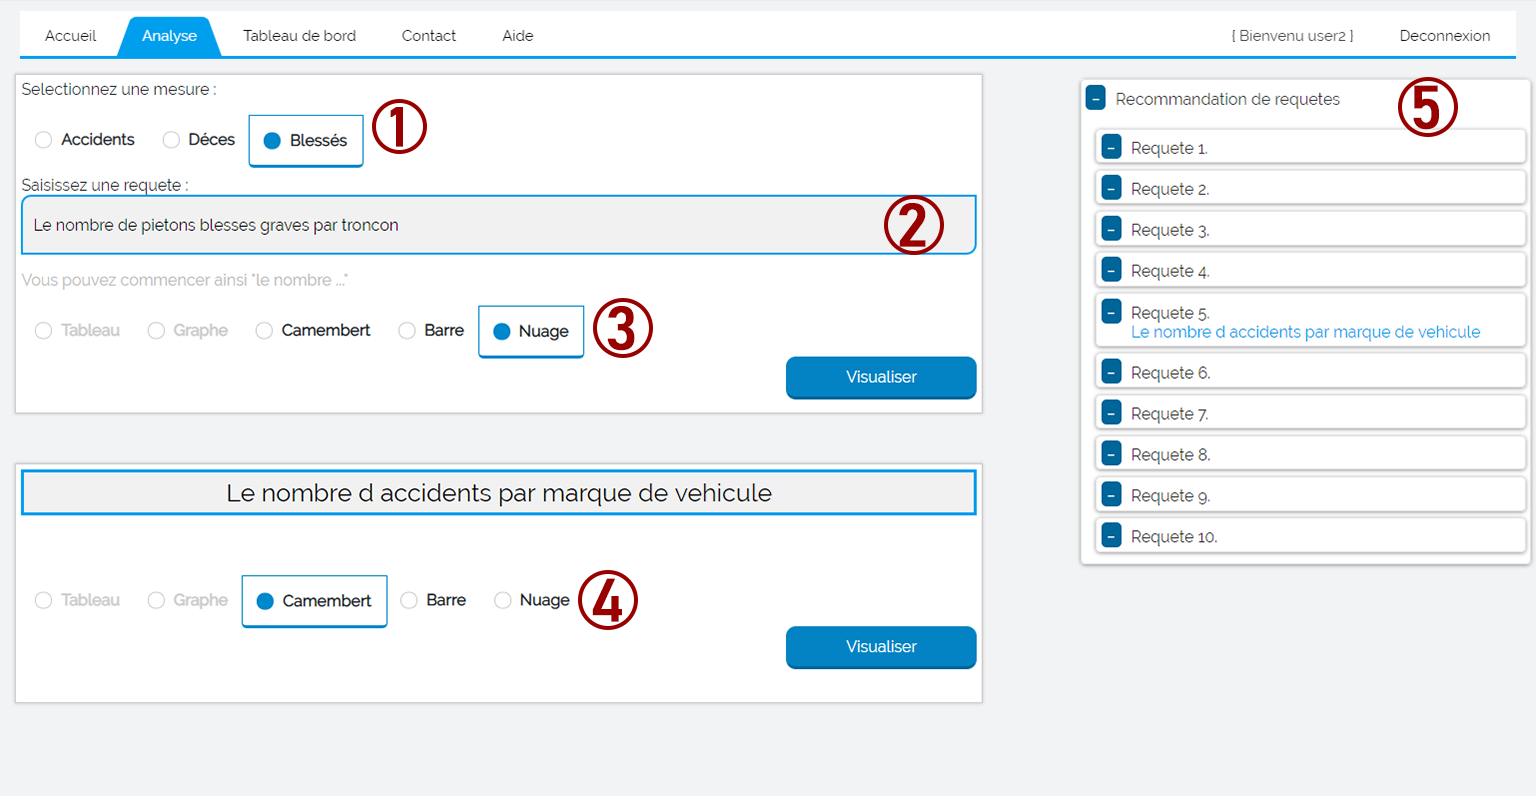 Accueil Analyse Tableau de bord Contact Aide { Bienvenu user2 } Deconnexion
Selectionnez une mesure :
Accidents Déces Blessés 1
Saisissez une requete :
Le nombre de pietons blesses graves par troncon 2
Vous pouvez commencer ainsi "le nombre ..."
Tableau Graphe Camembert Barre Nuage 3
Visualiser
Le nombre d accidents par marque de vehicule
Tableau Graphe Camembert Barre Nuage 4
Visualiser
- Recommandation de requetes 5
- Requete 1.
- Requete 2.
- Requete 3.
- Requete 4.
- Requete 5.
Le nombre d accidents par marque de vehicule
- Requete 6.
- Requete 7.
- Requete 8.
- Requete 9.
- Requete 10.